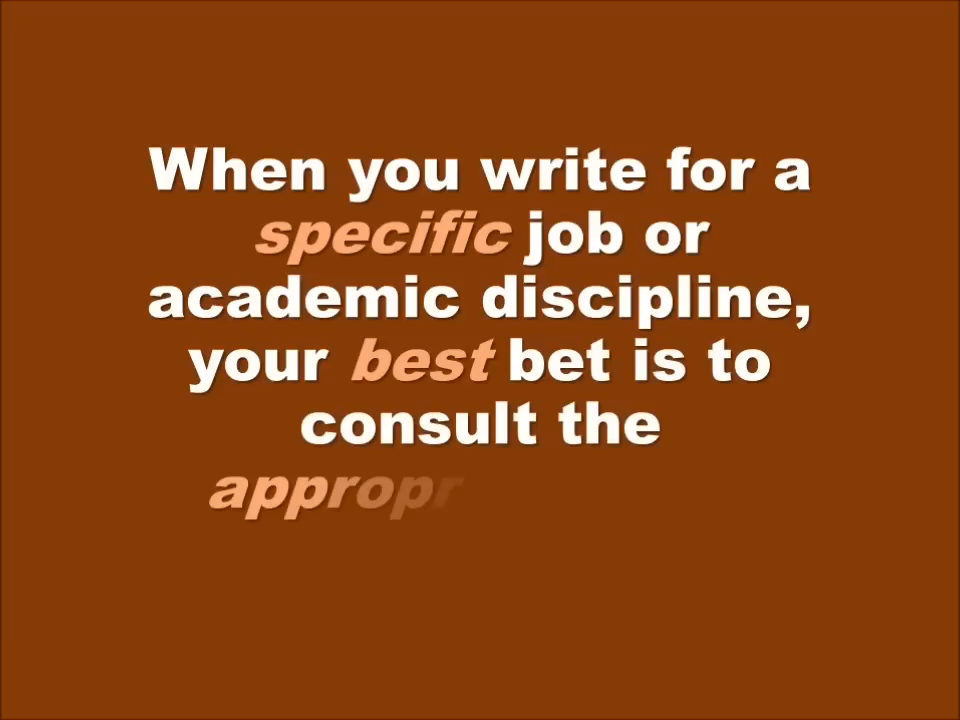 When you write for a
specific job or
academic discipline,
your best bet is to
consult the
appropr